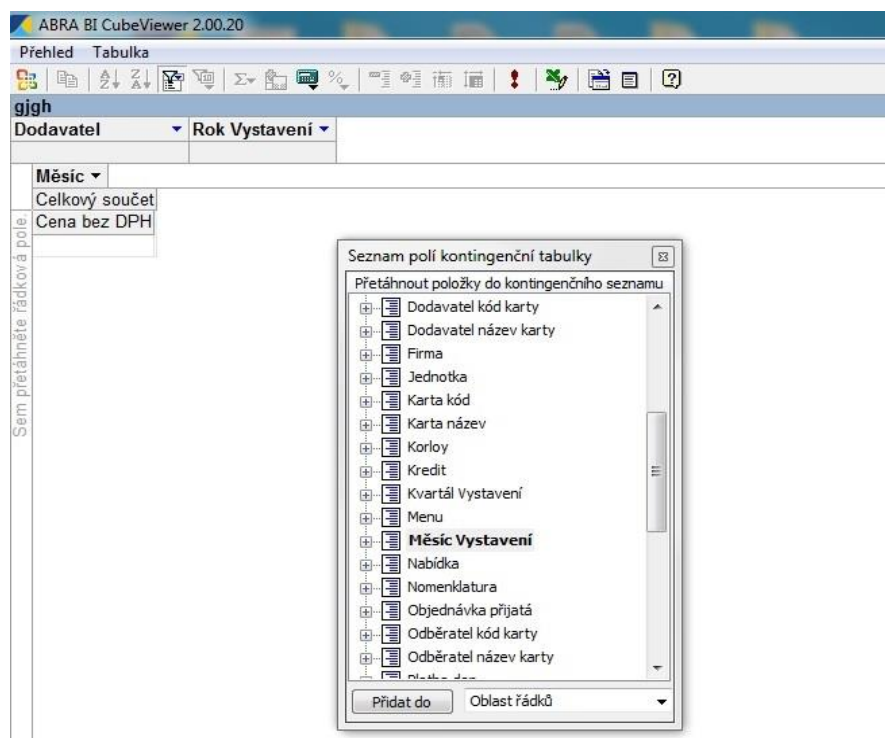 ABRA BI CubeViewer 2.00.20
Přehled Tabulka
gjgh
Dodavatel Rok Vystavení
Měsíc
Celkový součet
Cena bez DPH
Sem přetáhněte řádková pole.
Seznam polí kontingenční tabulky
Přetáhnout položky do kontingenčního seznamu
Dodavatel kód karty
Dodavatel název karty
Firma
Jednotka
Karta kód
Karta název
Korloy
Kredit
Kvartál Vystavení
Menu
Měsíc Vystavení
Nabídka
Nomenklatura
Objednávka přijatá
Odběratel kód karty
Odběratel název karty
Přidat do Oblast řádků